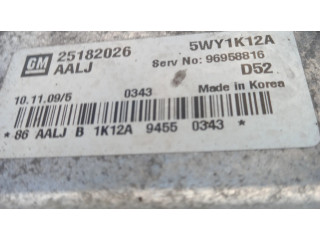 GM 25182026 5WY1K12A
AALJ Serv No: 96958816
D52
10.11.09/5 0343 Made in Korea
* 86 AALJ B 1K12A 9455 0343 *